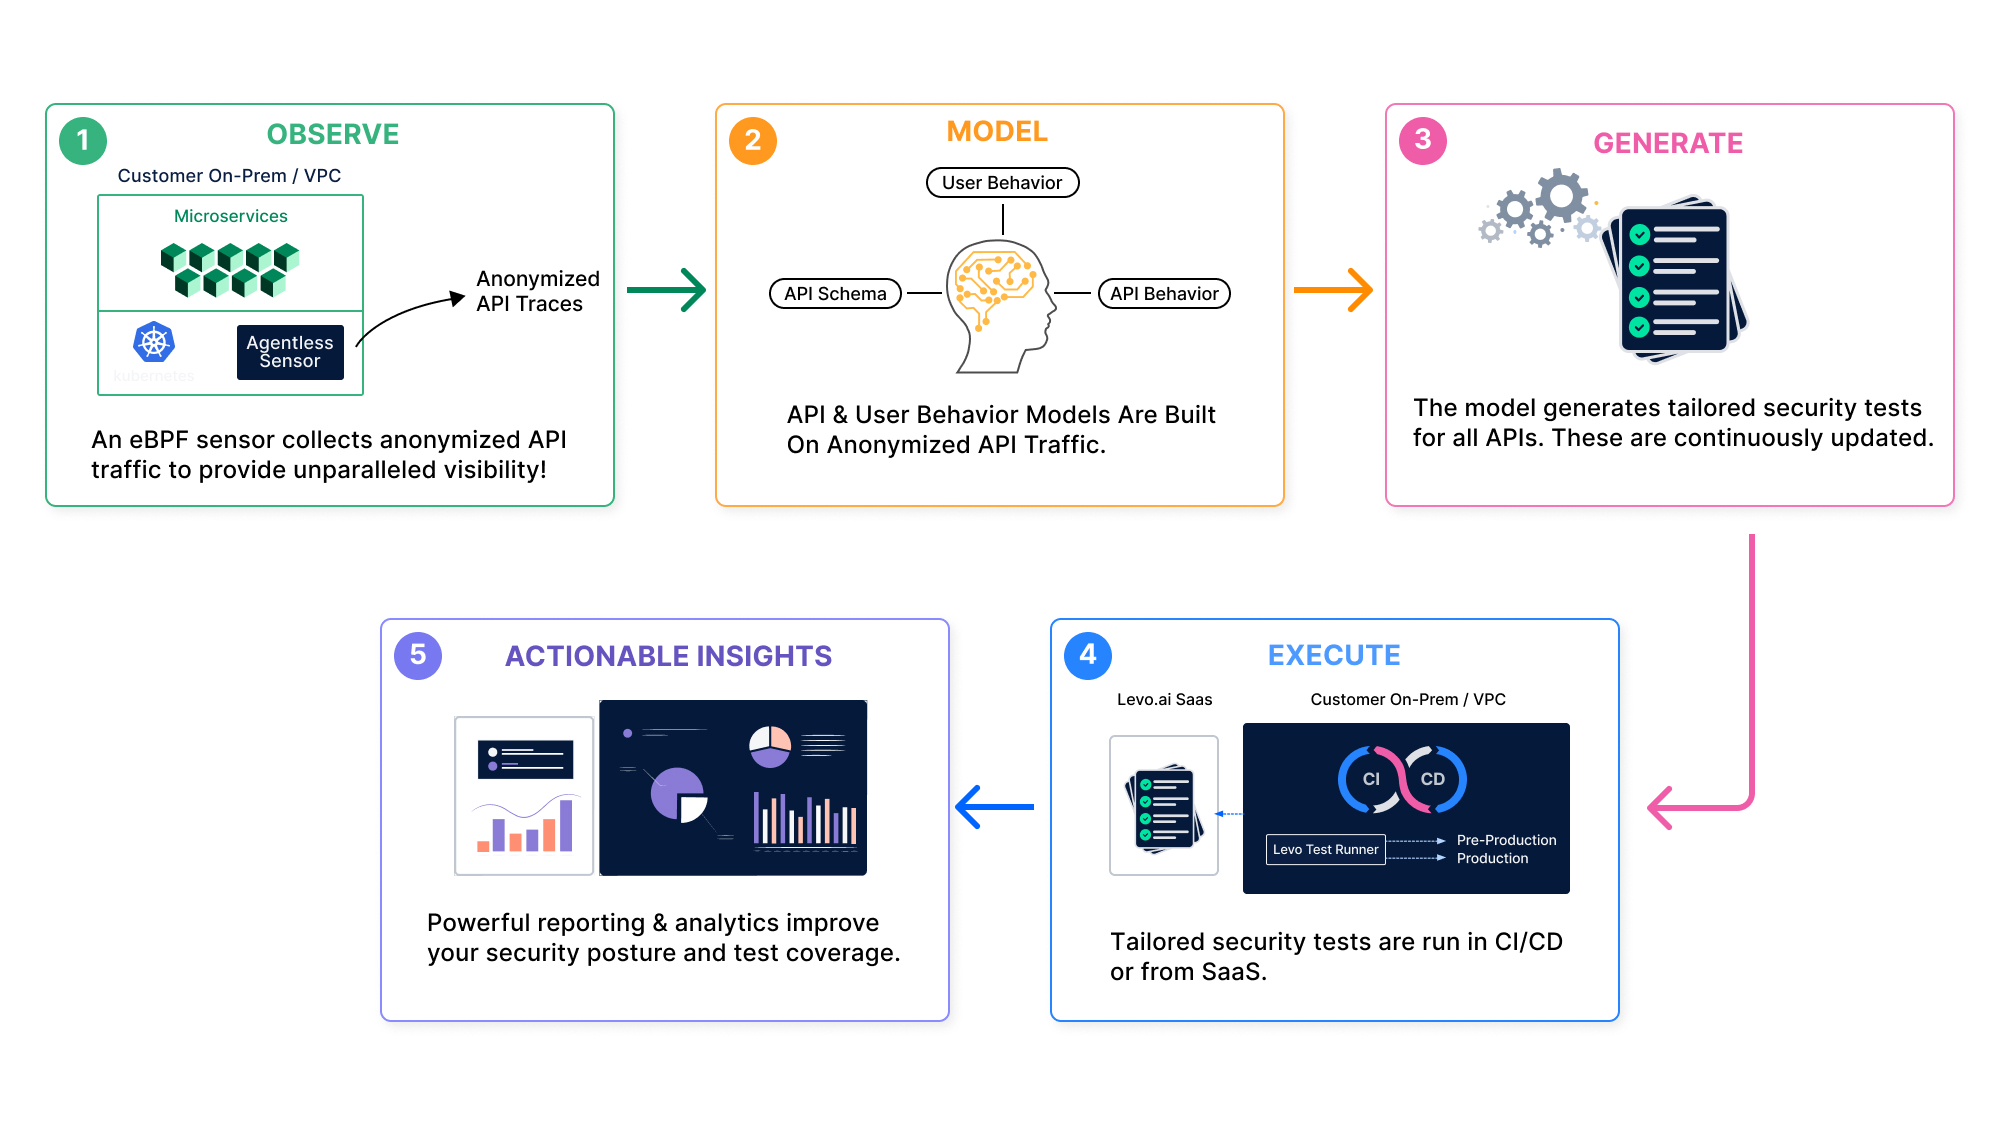 1
OBSERVE
Customer On-Prem / VPC
Microservices
kubernetes
Agentless
Sensor
Anonymized
API Traces
An eBPF sensor collects anonymized API
traffic to provide unparalleled visibility!
2
MODEL
User Behavior
API Schema
API Behavior
API & User Behavior Models Are Built
On Anonymized API Traffic.
3
GENERATE
The model generates tailored security tests
for all APIs. These are continuously updated.
5
ACTIONABLE INSIGHTS
Powerful reporting & analytics improve
your security posture and test coverage.
4
EXECUTE
Levo.ai Saas
Customer On-Prem / VPC
CI
CD
Levo Test Runner
Pre-Production
Production
Tailored security tests are run in CI/CD
or from SaaS.